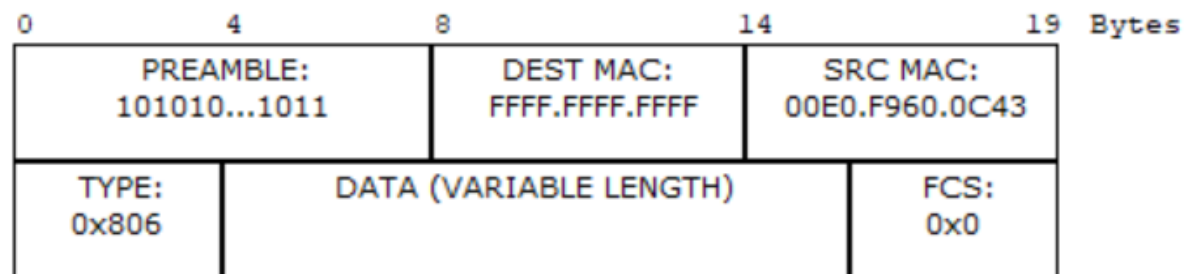 0 4 8 14 19 Bytes
PREAMBLE: DEST MAC: SRC MAC:
101010...1011 FFFF.FFFF.FFFF 00E0.F960.0C43
TYPE: DATA (VARIABLE LENGTH) FCS:
0x806 0x0